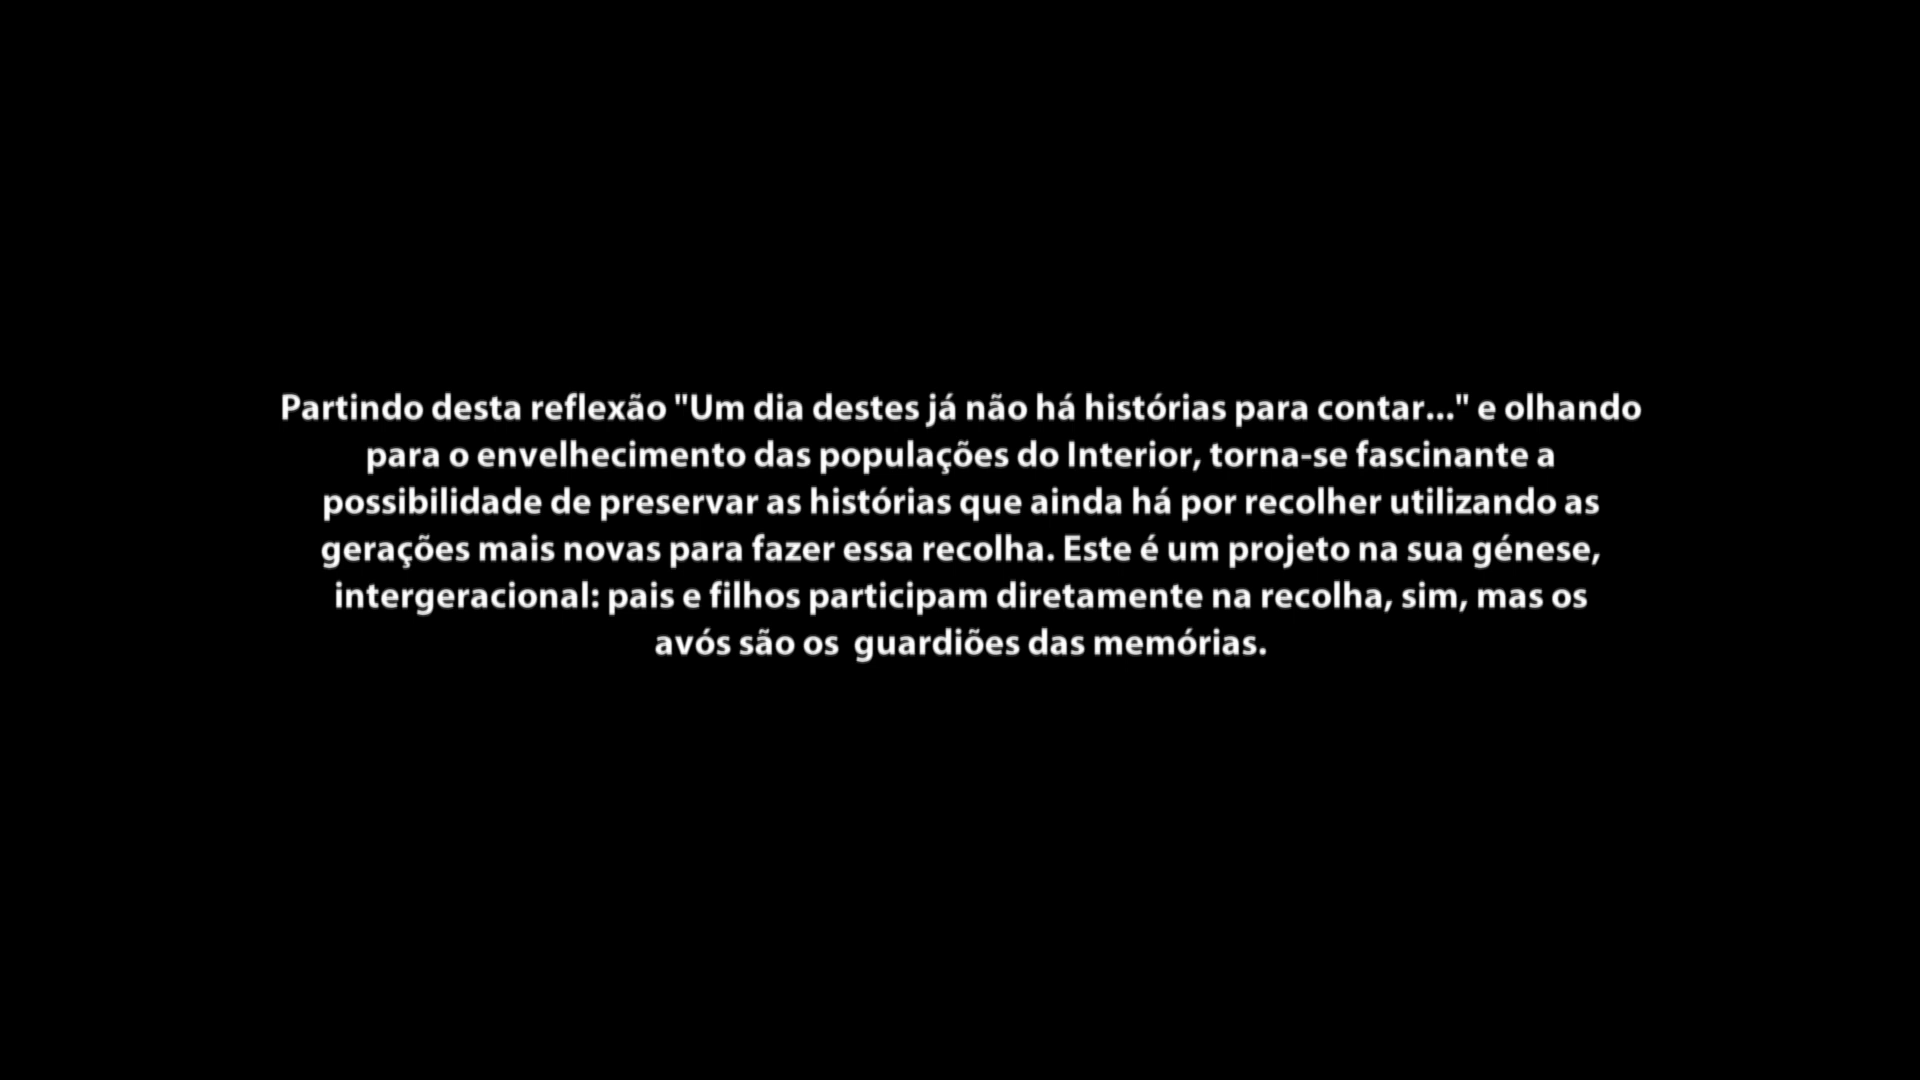 Partindo desta reflexão "Um dia destes já não há histórias para contar..." e olhando
para o envelhecimento das populações do Interior, torna-se fascinante a
possibilidade de preservar as histórias que ainda há por recolher utilizando as
gerações mais novas para fazer essa recolha. Este é um projeto na sua génese,
intergeracional: pais e filhos participam diretamente na recolha, sim, mas os
avós são os  guardiões das memórias.